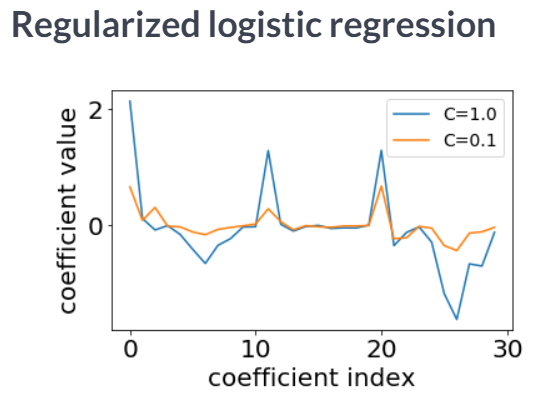 Regularized logistic regression
C=1.0
C=0.1
coefficient value
2
0
0 10 20 30
coefficient index